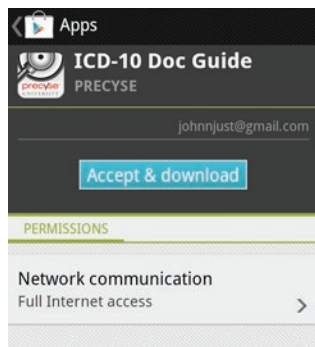 Apps
ICD-10 Doc Guide
precyse
UNIVERSITY
PRECYSE
johnnjust@gmail.com
Accept & download
PERMISSIONS
Network communication
Full Internet access